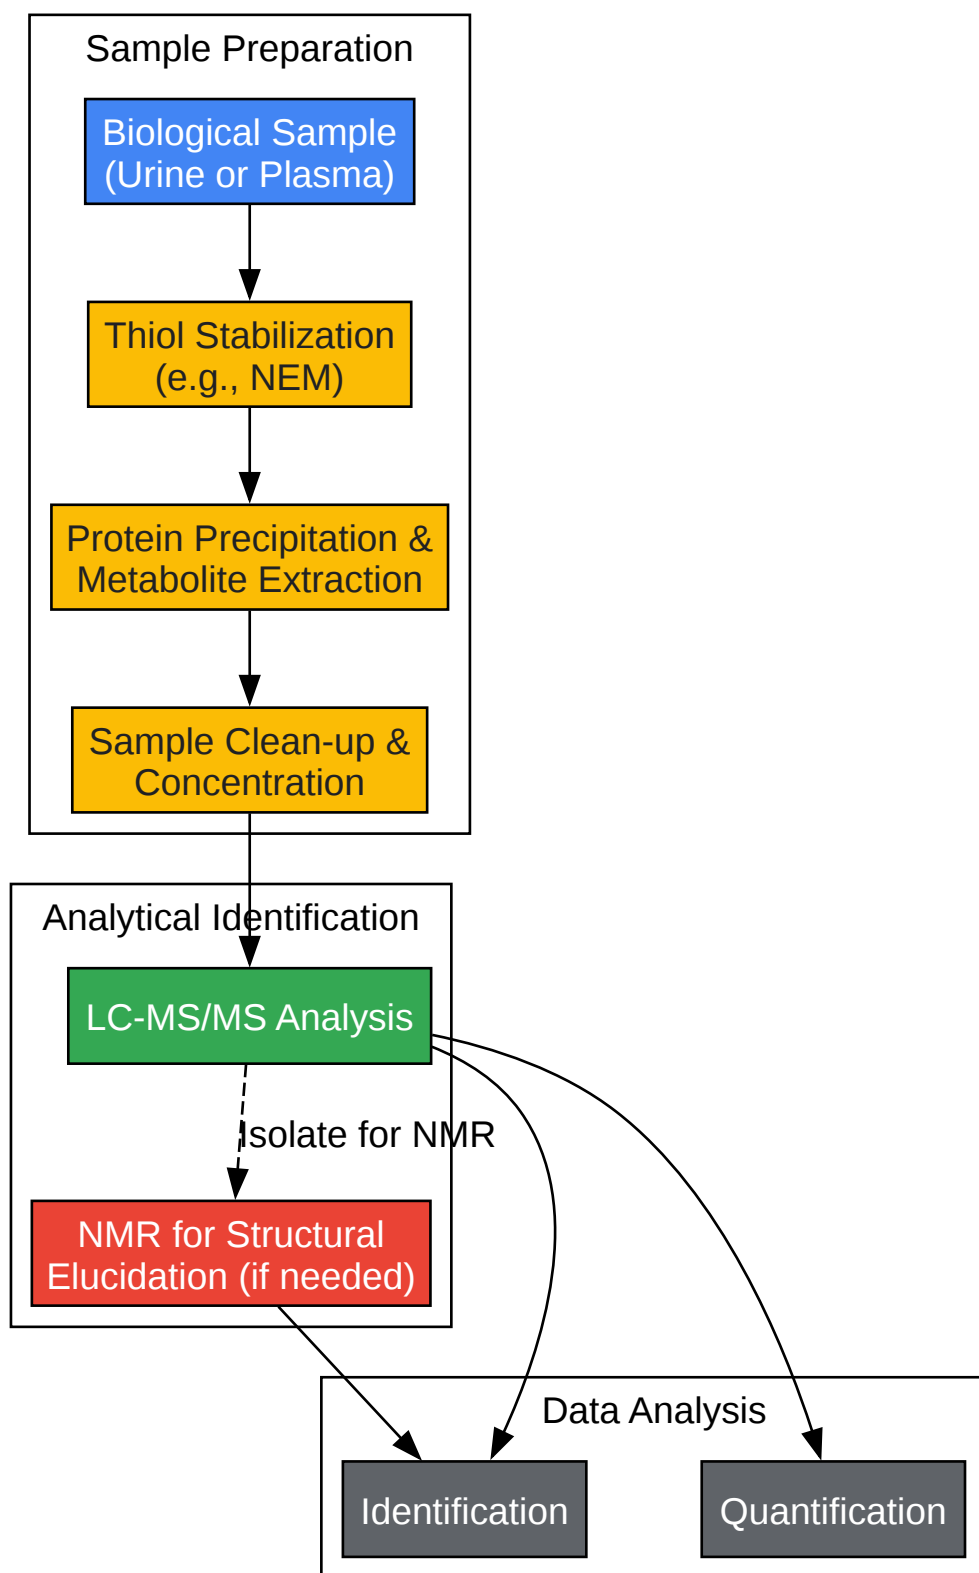 Sample Preparation
Biological Sample
(Urine or Plasma)
Thiol Stabilization
(e.g., NEM)
Protein Precipitation &
Metabolite Extraction
Sample Clean-up &
Concentration
Analytical Identification
LC-MS/MS Analysis
Isolate for NMR
NMR for Structural
Elucidation (if needed)
Data Analysis
Identification
Quantification